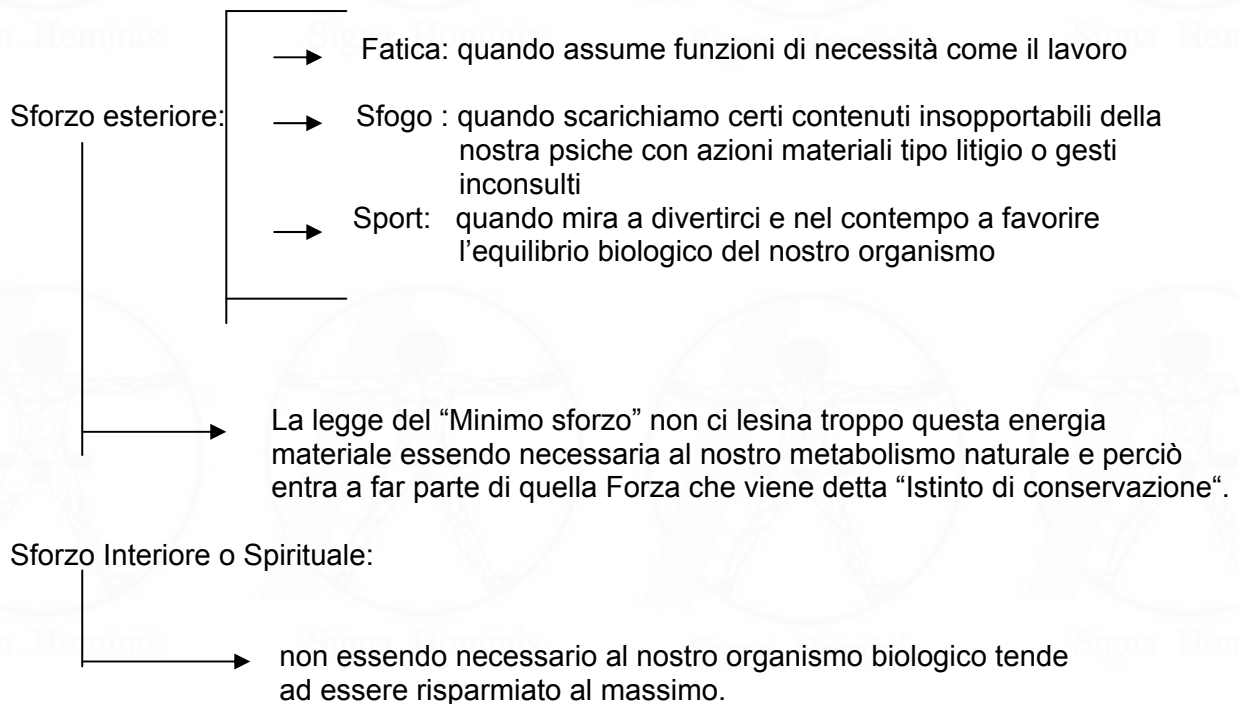 Fatica: quando assume funzioni di necessità come il lavoro
Sforzo esteriore:
Sfogo : quando scarichiamo certi contenuti insopportabili della
nostra psiche con azioni materiali tipo litigio o gesti
inconsulti
Sport: quando mira a divertirci e nel contempo a favorire
l’equilibrio biologico del nostro organismo
La legge del “Minimo sforzo” non ci lesina troppo questa energia
materiale essendo necessaria al nostro metabolismo naturale e perciò
entra a far parte di quella Forza che viene detta “Istinto di conservazione“.
Sforzo Interiore o Spirituale:
non essendo necessario al nostro organismo biologico tende
ad essere risparmiato al massimo.
Signa Hominis
Signa Hominis